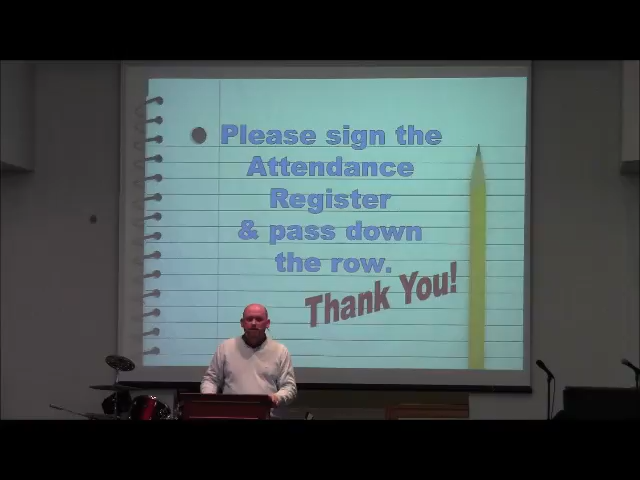 Please sign the
Attendance
Register
& pass down
the row.
Thank You!